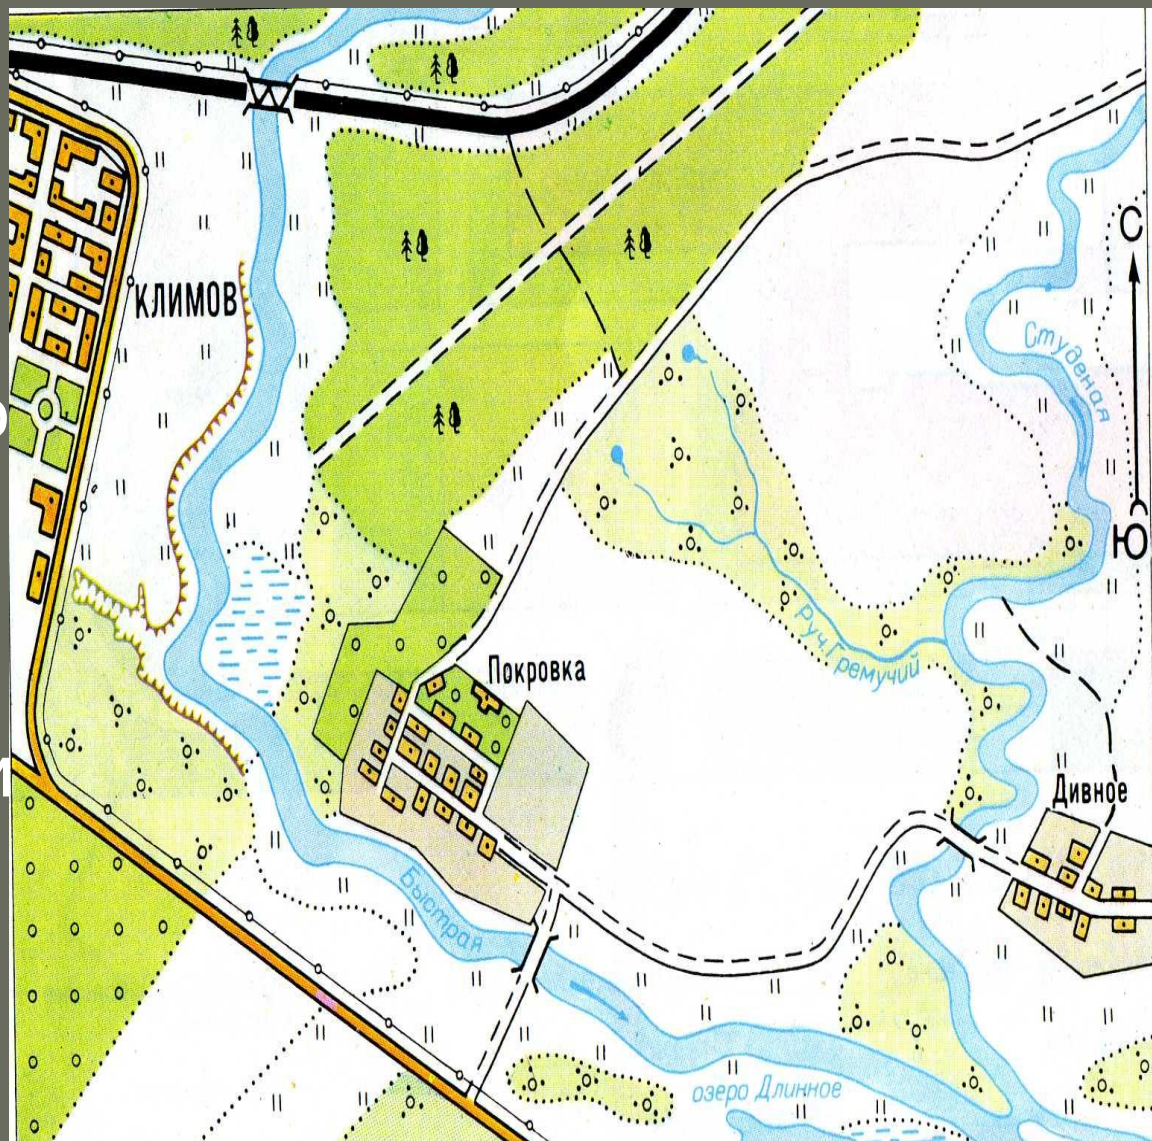 С
КЛИМОВ
Студеная
Ю
Руч.Гремучий
Покровка
Дивное
Быстрая
озеро Длинное